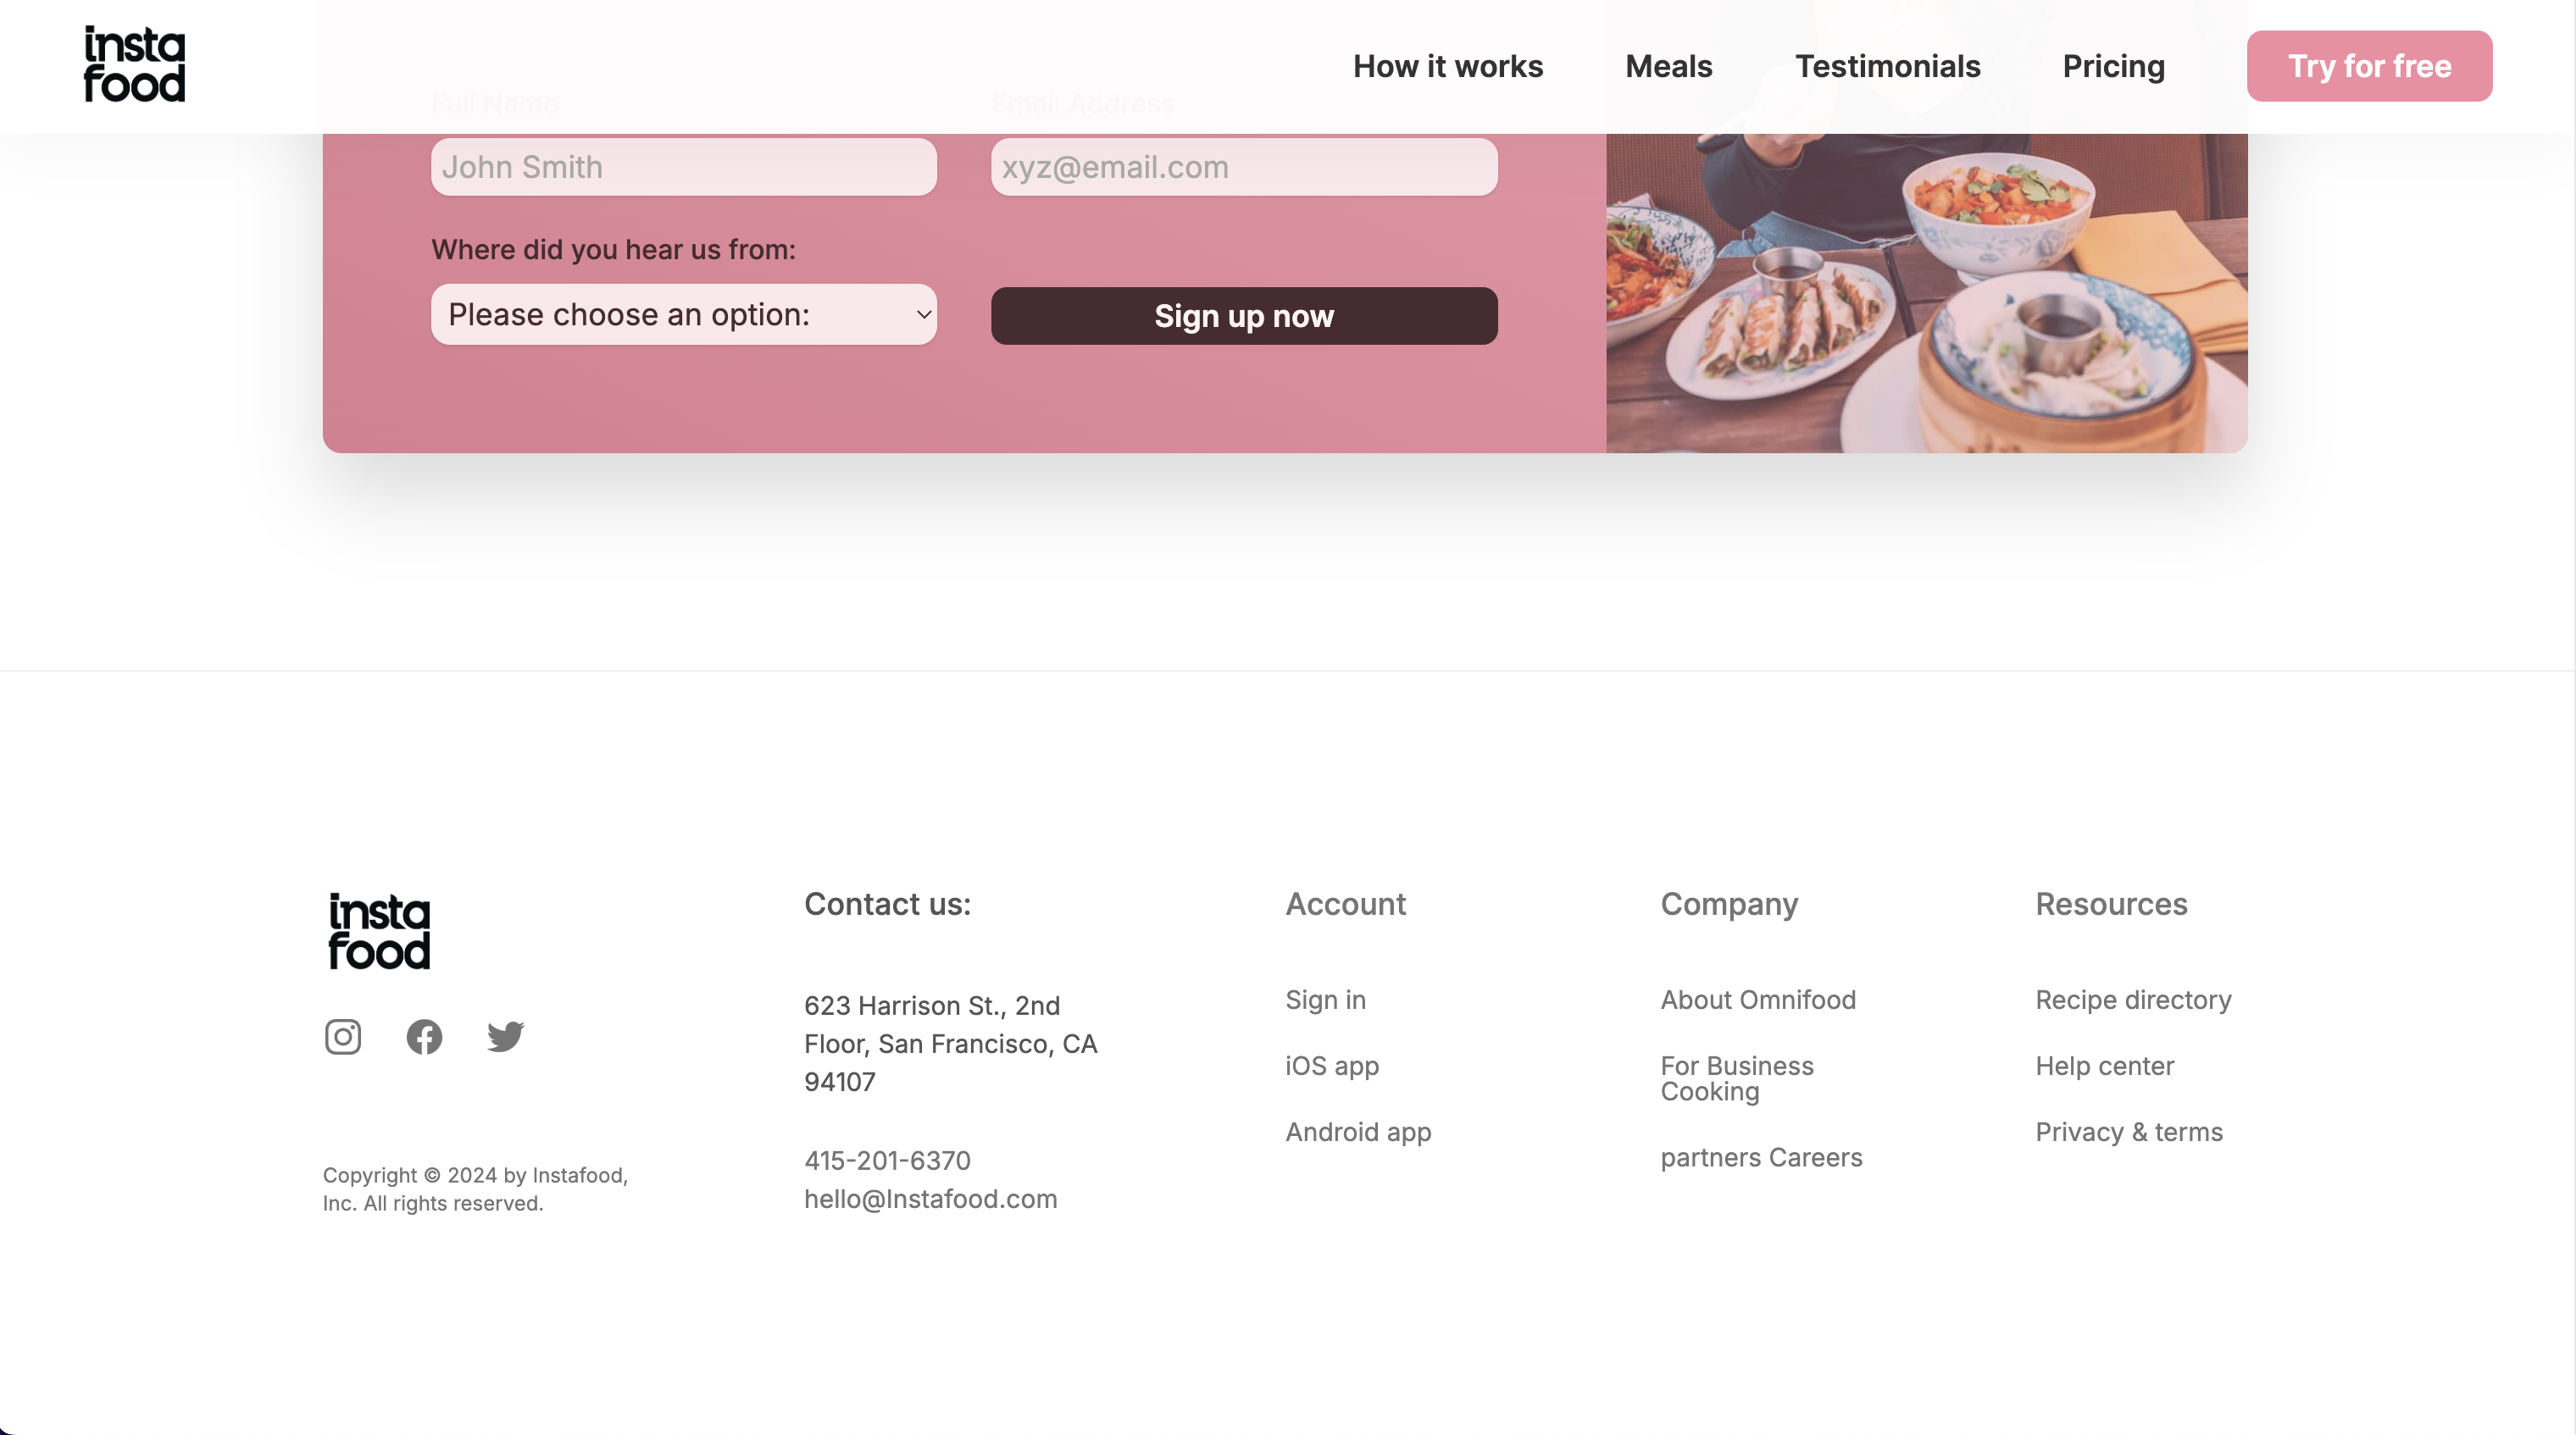 insta
food
How it works
Meals
Testimonials
Pricing
Try for free
Full Name
Email Address
John Smith
xyz@email.com
Where did you hear us from:
Please choose an option:
Sign up now
insta
food
Copyright © 2024 by Instafood,
Inc. All rights reserved.
Contact us:
623 Harrison St., 2nd
Floor, San Francisco, CA
94107
415-201-6370
hello@Instafood.com
Account
Sign in
iOS app
Android app
Company
About Omnifood
For Business
Cooking
partners Careers
Resources
Recipe directory
Help center
Privacy & terms